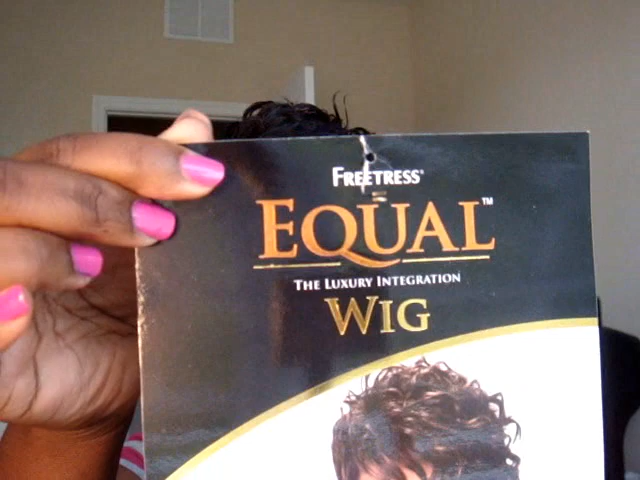 FREETRESS®
EQUAL™
THE LUXURY INTEGRATION
WIG